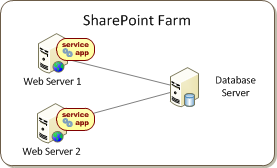 SharePoint Farm
service
app
Web Server 1
Database
Server
service
app
Web Server 2